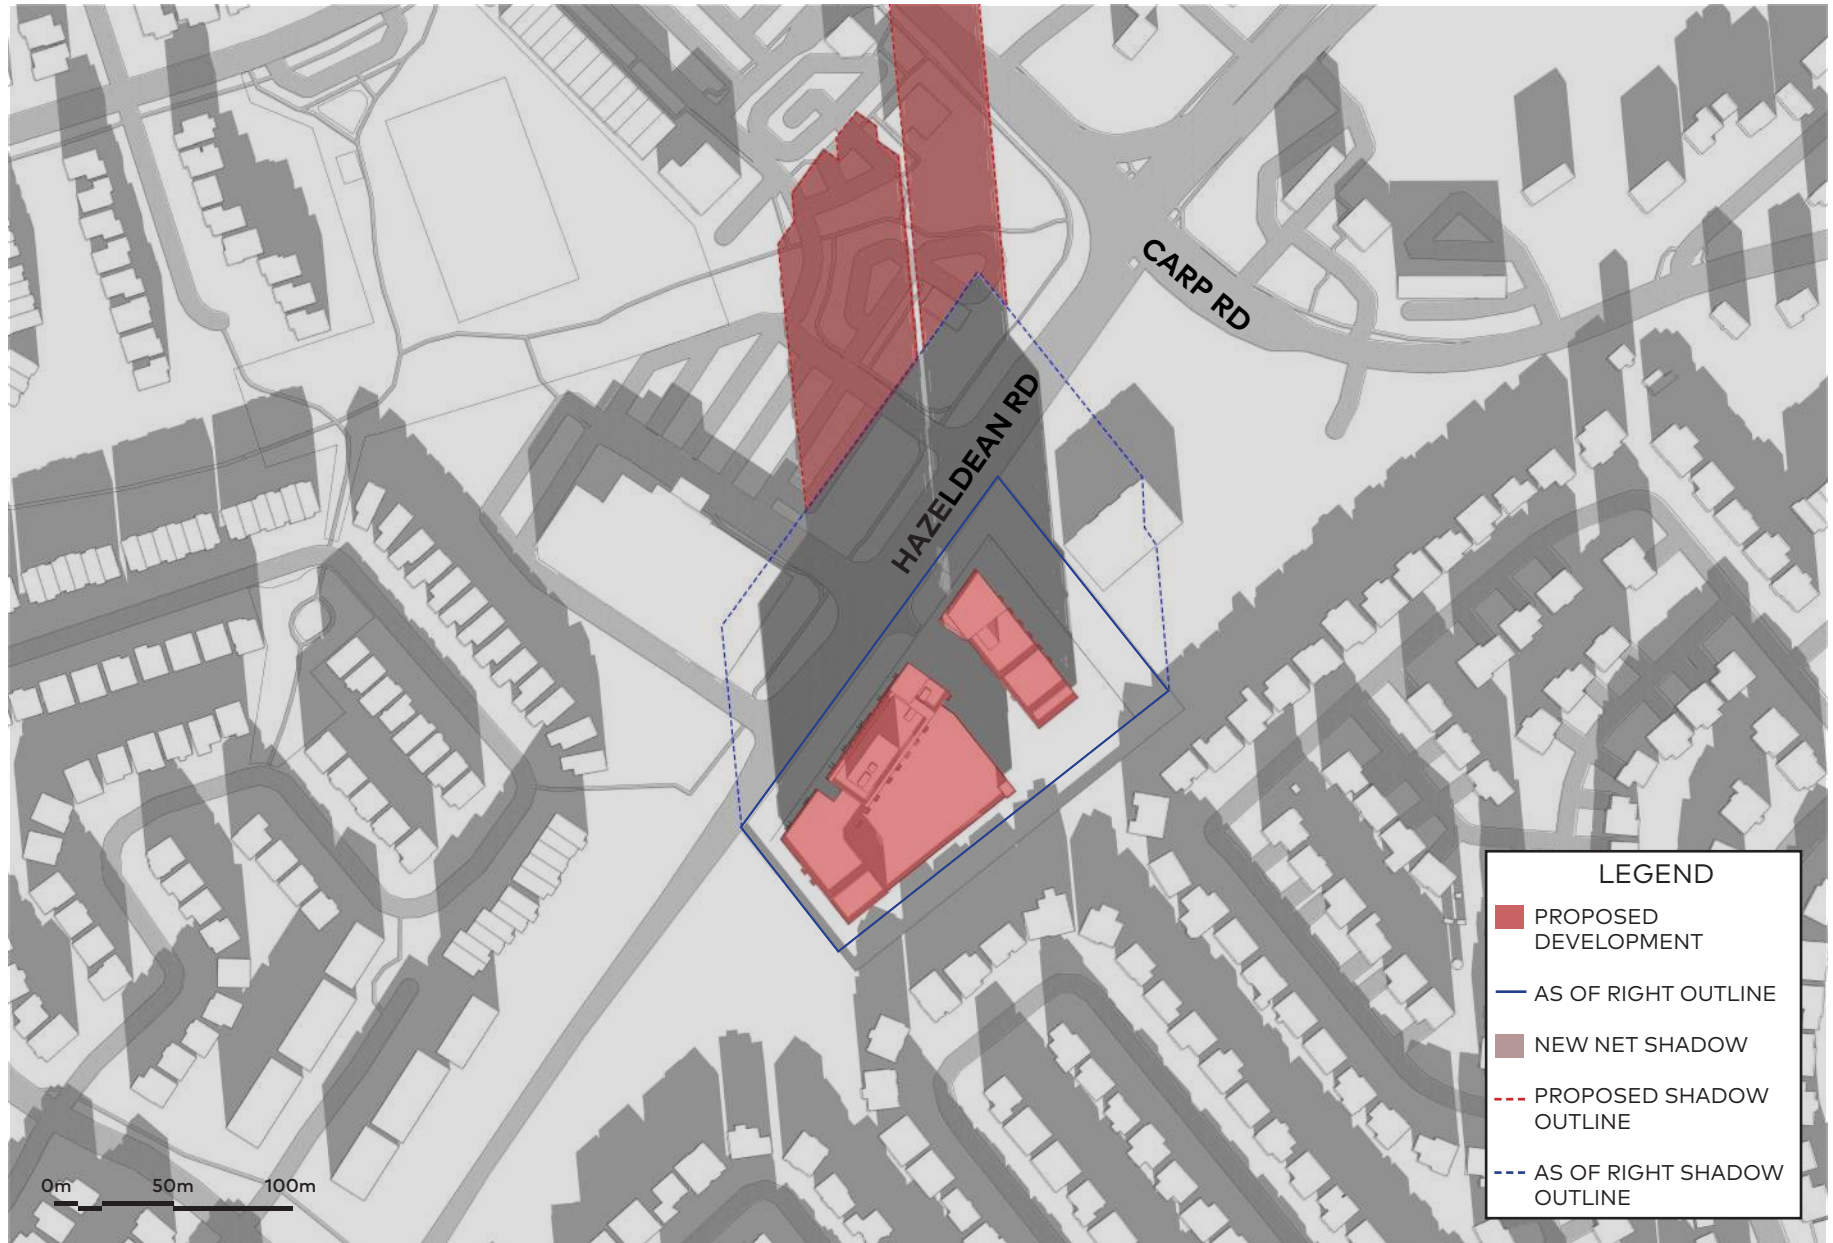 CARP RD
HAZELDEAN RD
LEGEND
PROPOSED
DEVELOPMENT
AS OF RIGHT OUTLINE
NEW NET SHADOW
PROPOSED SHADOW
OUTLINE
AS OF RIGHT SHADOW
OUTLINE
0m 50m 100m